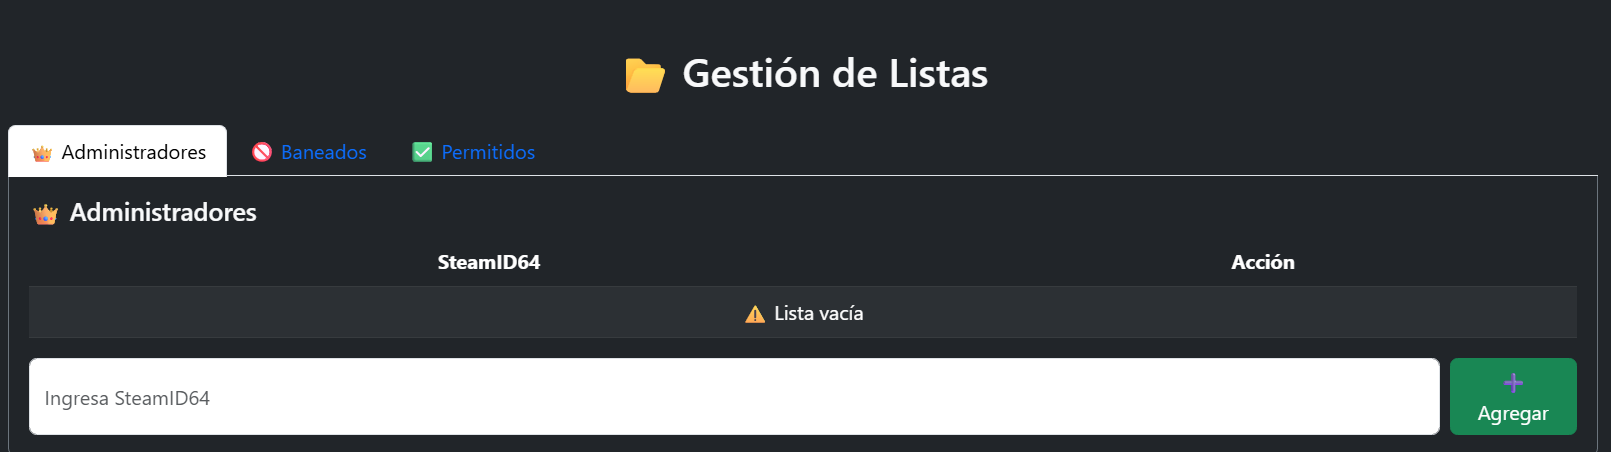 Gestión de Listas
Administradores Baneados Permitidos
Administradores
SteamID64 Acción
Lista vacía
Ingresa SteamID64
Agregar